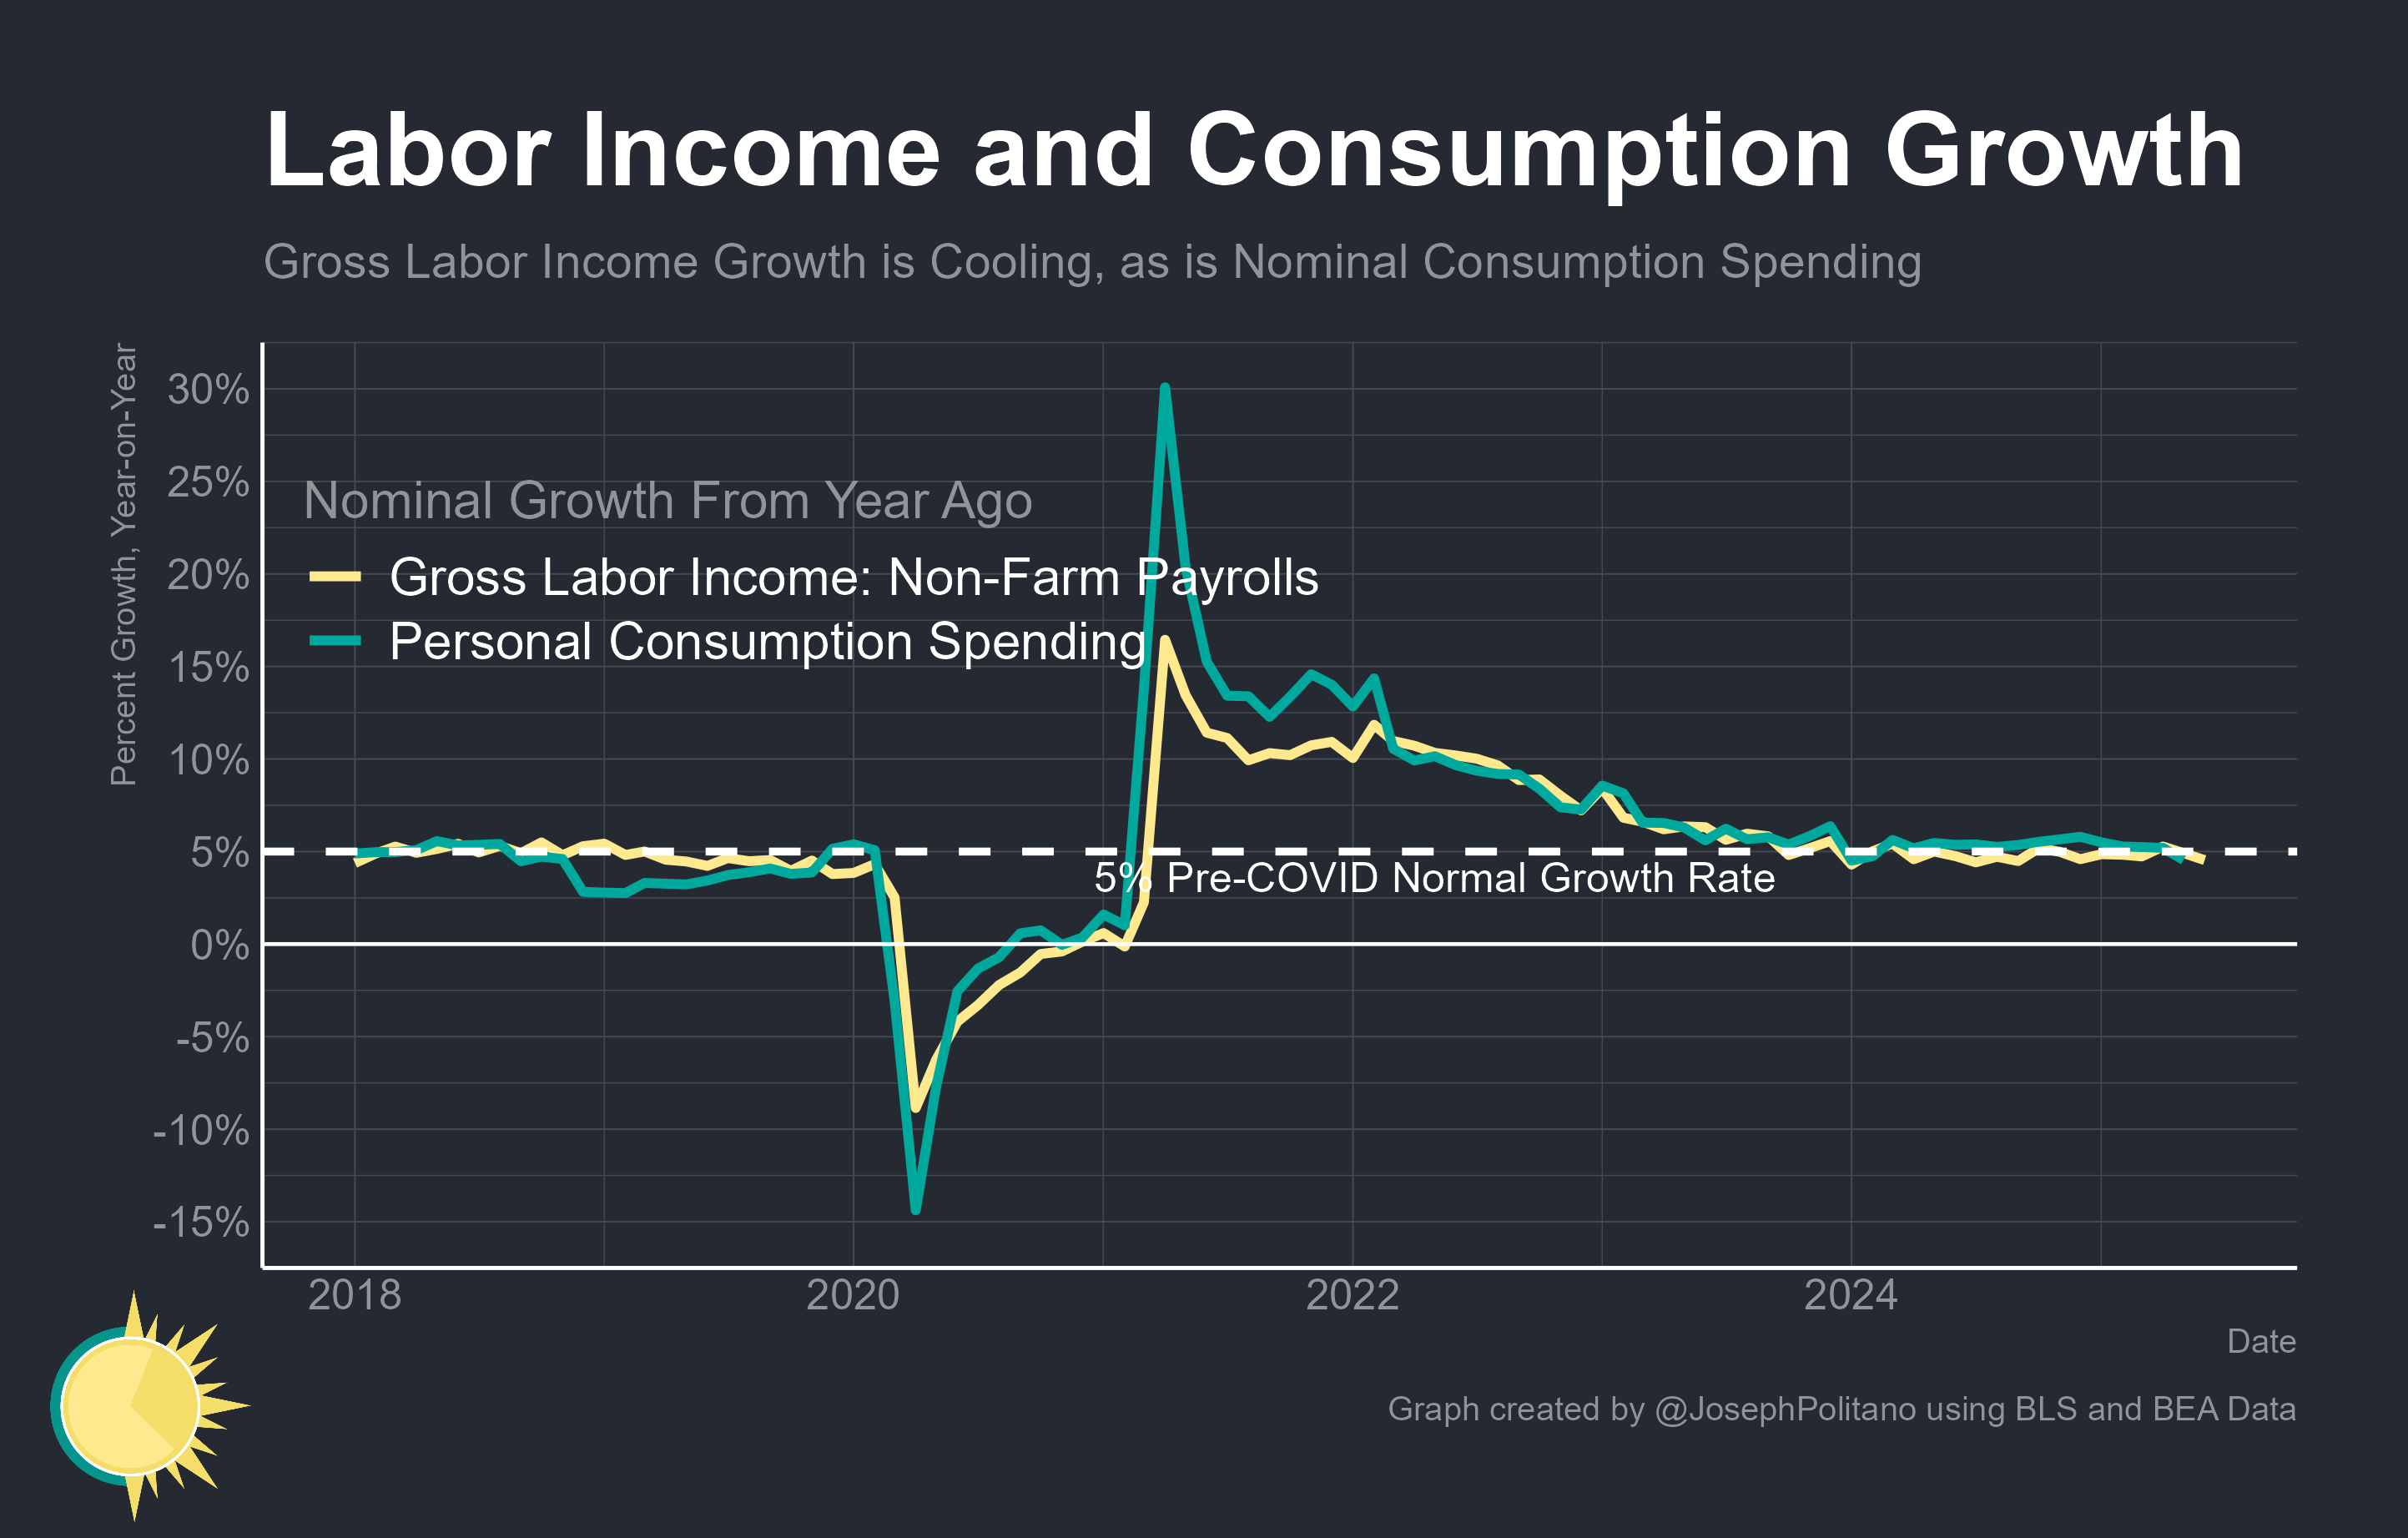 Labor Income and Consumption Growth
Gross Labor Income Growth is Cooling, as is Nominal Consumption Spending
Percent Growth, Year-on-Year
30%
25%
20%
15%
10%
5%
0%
-5%
-10%
-15%
Nominal Growth From Year Ago
Gross Labor Income: Non-Farm Payrolls
Personal Consumption Spending
5% Pre-COVID Normal Growth Rate
2018 2020 2022 2024
Date
Graph created by @JosephPolitano using BLS and BEA Data